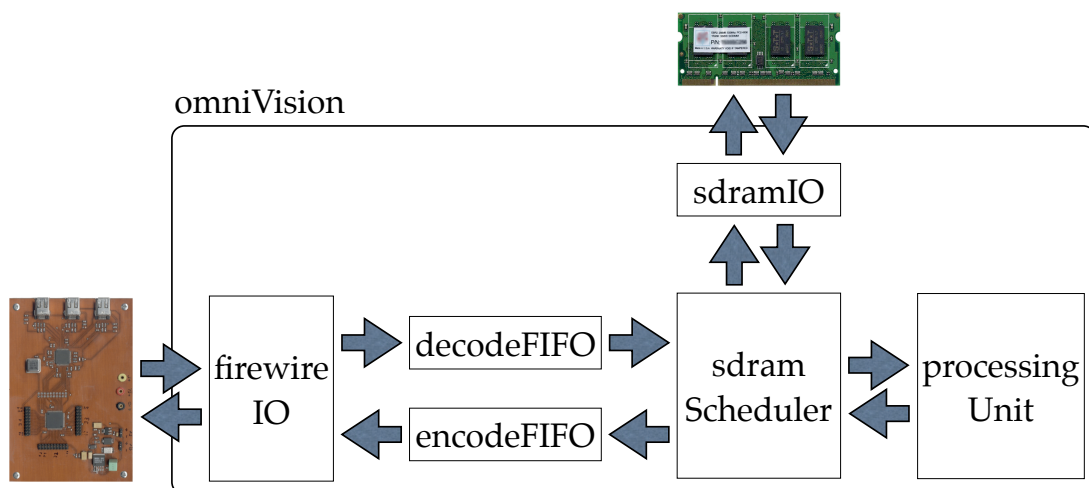 omniVision
sdramIO
firewire
IO
decodeFIFO
encodeFIFO
sdram
Scheduler
processing
Unit